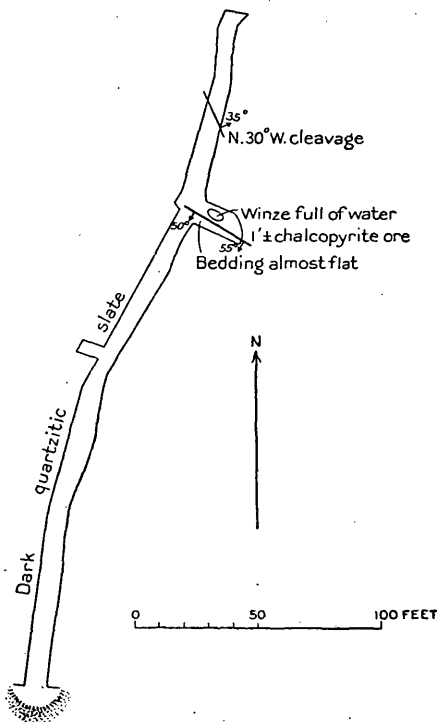 35°
N.30°W. cleavage
Winze full of water
50°
1'± chalcopyrite ore
55°
Bedding almost flat
slate
N
quartzitic
Dark
0 50 100 FEET